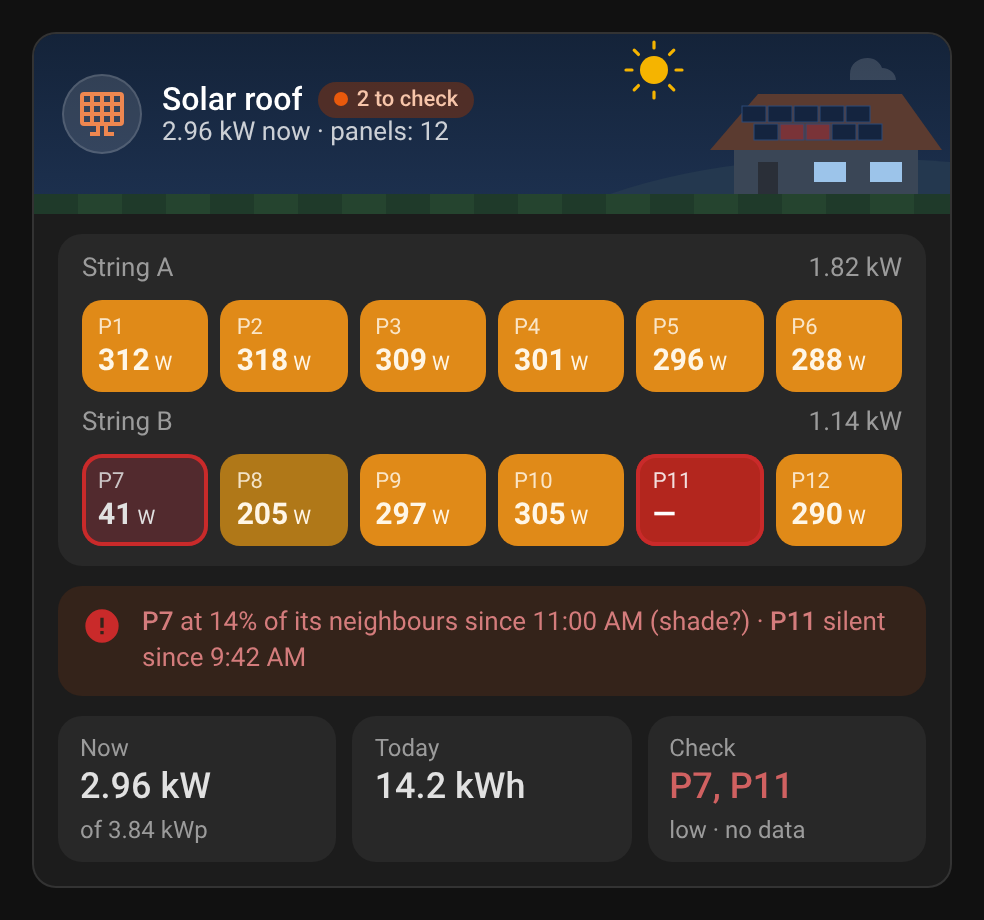 Solar roof
2 to check
2.96 kW now · panels: 12
String A
1.82 kW
P1
P2
P3
P4
P5
P6
312 W
318 W
309 W
301 W
296 W
288 W
String B
1.14 kW
P7
P8
P9
P10
P11
P12
41 W
205 W
297 W
305 W
–
290 W
P7 at 14% of its neighbours since 11:00 AM (shade?) · P11 silent
since 9:42 AM
Now
Today
Check
2.96 kW
14.2 kWh
P7, P11
of 3.84 kWp
low · no data